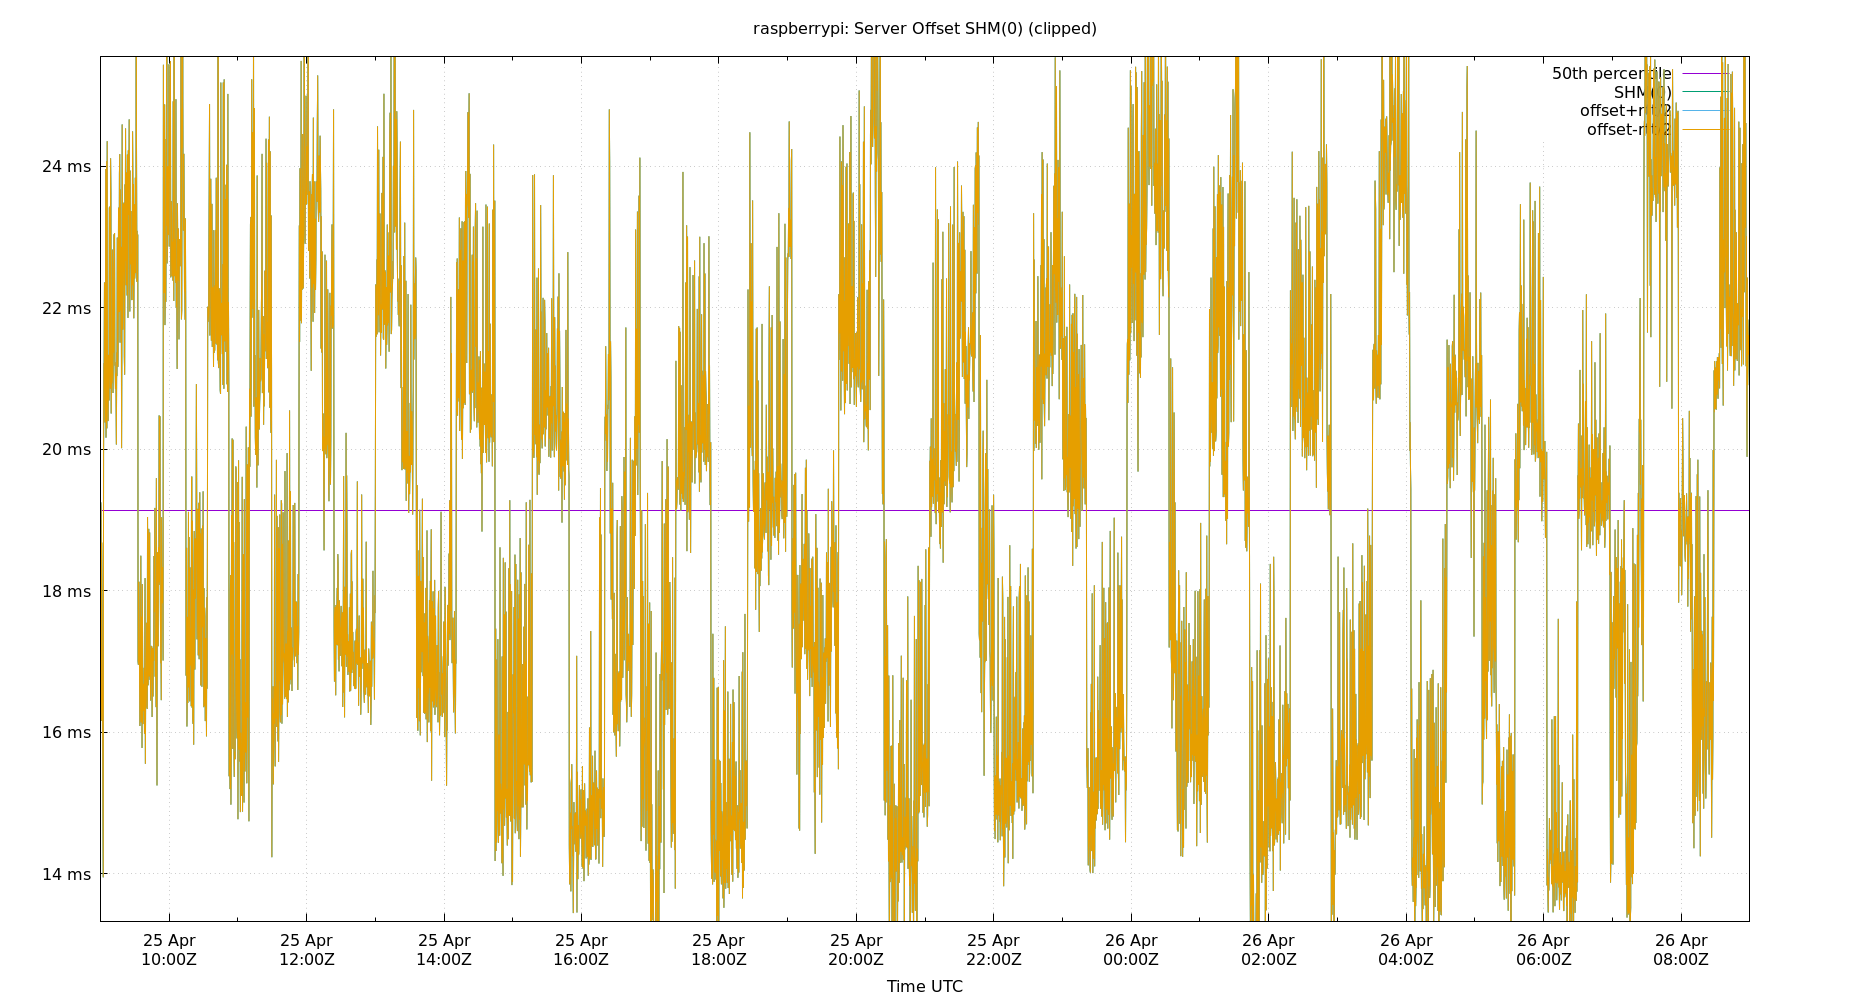 raspberrypi: Server Offset SHM(0) (clipped)
50th percentile
SHM(0)
offset+rtt/2
offset-rtt/2
24 ms
22 ms
20 ms
18 ms
16 ms
14 ms
25 Apr 25 Apr 25 Apr 25 Apr 25 Apr 25 Apr 25 Apr 26 Apr 26 Apr 26 Apr 26 Apr 26 Apr
10:00Z 12:00Z 14:00Z 16:00Z 18:00Z 20:00Z 22:00Z 00:00Z 02:00Z 04:00Z 06:00Z 08:00Z
Time UTC